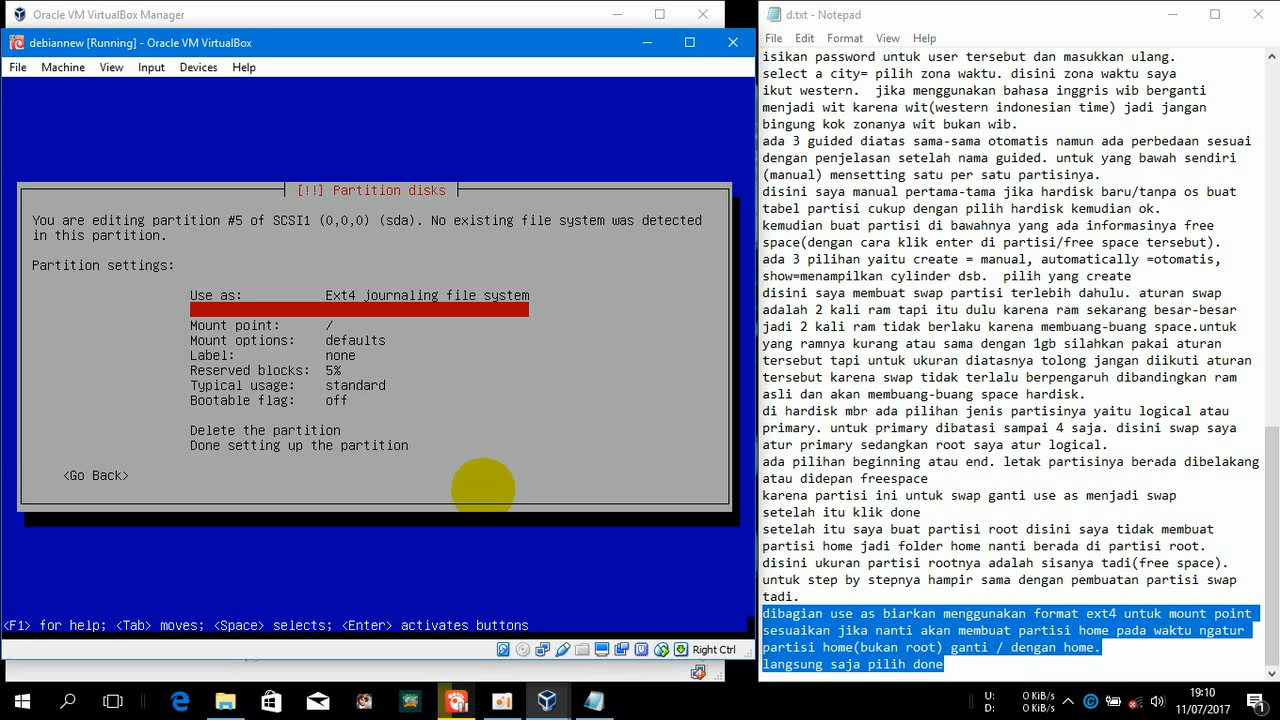 Oracle VM VirtualBox Manager
debiannew [Running] - Oracle VM VirtualBox
File Machine View Input Devices Help
[!!] Partition disks
You are editing partition #5 of SCSI1 (0,0,0) (sda). No existing file system was detected
in this partition.
Partition settings:
Use as: Ext4 journaling file system
Mount point: /
Mount options: defaults
Label: none
Reserved blocks: 5%
Typical usage: standard
Bootable flag: off
Delete the partition
Done setting up the partition
<Go Back>
<F1> for help; <Tab> moves; <Space> selects; <Enter> activates buttons
Right Ctrl
d.txt - Notepad
File Edit Format View Help
isikan password untuk user tersebut dan masukkan ulang.
select a city= pilih zona waktu. disini zona waktu saya
ikut western.  jika menggunakan bahasa inggris wib berganti
menjadi wit karena wit(western indonesian time) jadi jangan
bingung kok zonanya wit bukan wib.
ada 3 guided diatas sama-sama otomatis namun ada perbedaan sesuai
dengan penjelasan setelah nama guided. untuk yang bawah sendiri
(manual) mensetting satu per satu partisinya.
disini saya manual pertama-tama jika hardisk baru/tanpa os buat
tabel partisi cukup dengan pilih hardisk kemudian ok.
kemudian buat partisi di bawahnya yang ada informasinya free
space(dengan cara klik enter di partisi/free space tersebut).
ada 3 pilihan yaitu create = manual, automatically =otomatis,
show=menampilkan cylinder dsb.  pilih yang create
disini saya membuat swap partisi terlebih dahulu. aturan swap
adalah 2 kali ram tapi itu dulu karena ram sekarang besar-besar
jadi 2 kali ram tidak berlaku karena membuang-buang space.untuk
yang ramnya kurang atau sama dengan 1gb silahkan pakai aturan
tersebut tapi untuk ukuran diatasnya tolong jangan diikuti aturan
tersebut karena swap tidak terlalu berpengaruh dibandingkan ram
asli dan akan membuang-buang space hardisk.
di hardisk mbr ada pilihan jenis partisinya yaitu logical atau
primary. untuk primary dibatasi sampai 4 saja. disini swap saya
atur primary sedangkan root saya atur logical.
ada pilihan beginning atau end. letak partisinya berada dibelakang
atau didepan freespace
karena partisi ini untuk swap ganti use as menjadi swap
setelah itu klik done
setelah itu saya buat partisi root disini saya tidak membuat
partisi home jadi folder home nanti berada di partisi root.
disini ukuran partisi rootnya adalah sisanya tadi(free space).
untuk step by stepnya hampir sama dengan pembuatan partisi swap
tadi.
dibagian use as biarkan menggunakan format ext4 untuk mount point
sesuaikan jika nanti akan membuat partisi home pada waktu ngatur
partisi home(bukan root) ganti / dengan home.
langsung saja pilih done
U: 0 KiB/s
D: 0 KiB/s
19:10
11/07/2017